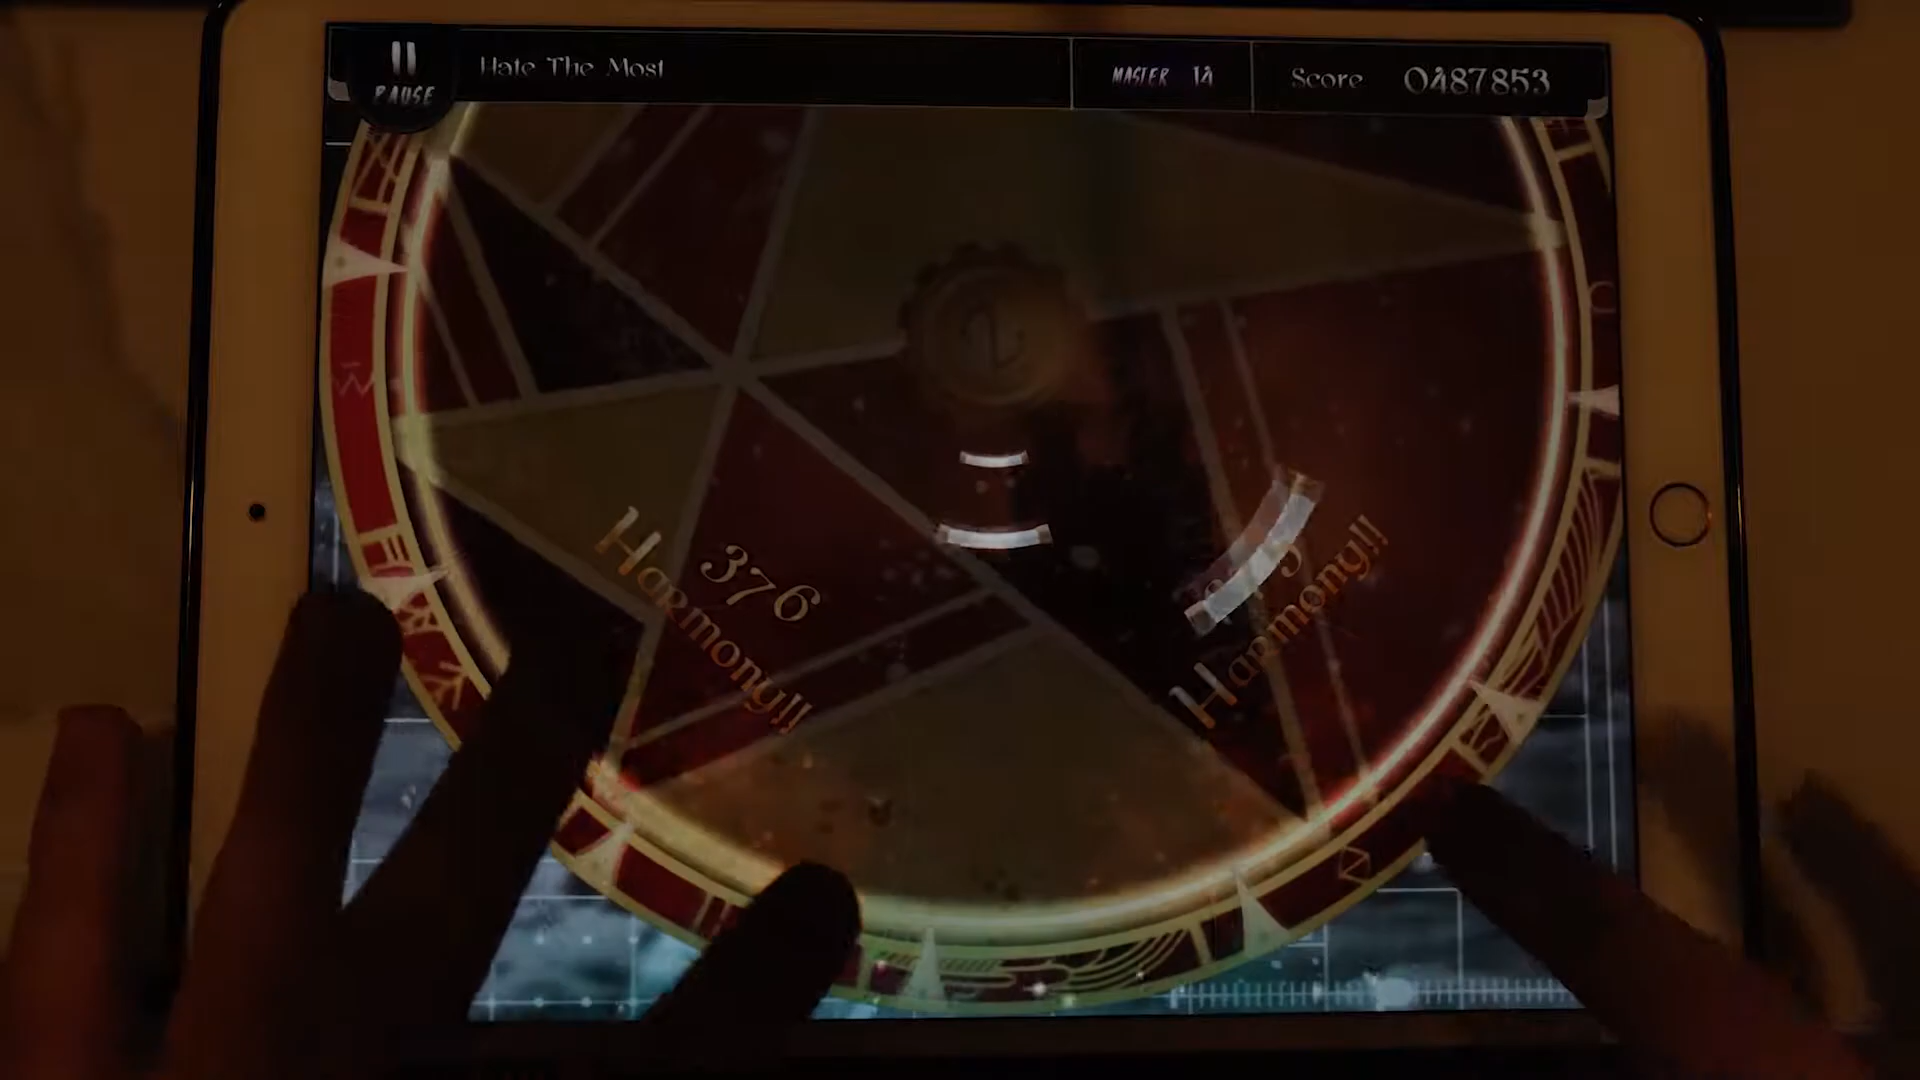 PAUSE
Hate The Most
MASTER 14
Score 0487853
376
Harmony!!
Harmony!!